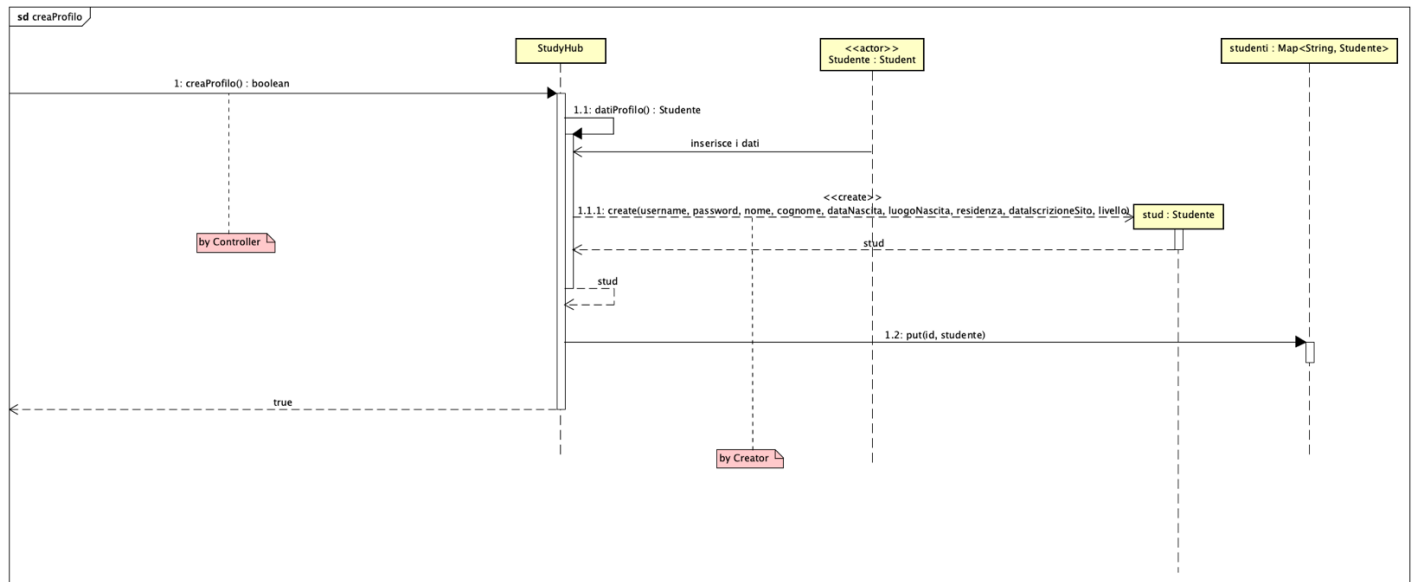 sd creaProfilo
StudyHub
<<actor>>
Studente : Student
studenti : Map<String, Studente>
1: creaProfilo() : boolean
1.1: datiProfilo() : Studente
inserisce i dati
<<create>>
1.1.1: create(username, password, nome, cognome, dataNascita, luogoNascita, residenza, dataIscrizioneSito, livello)
stud : Studente
by Controller
stud
stud
1.2: put(id, studente)
true
by Creator